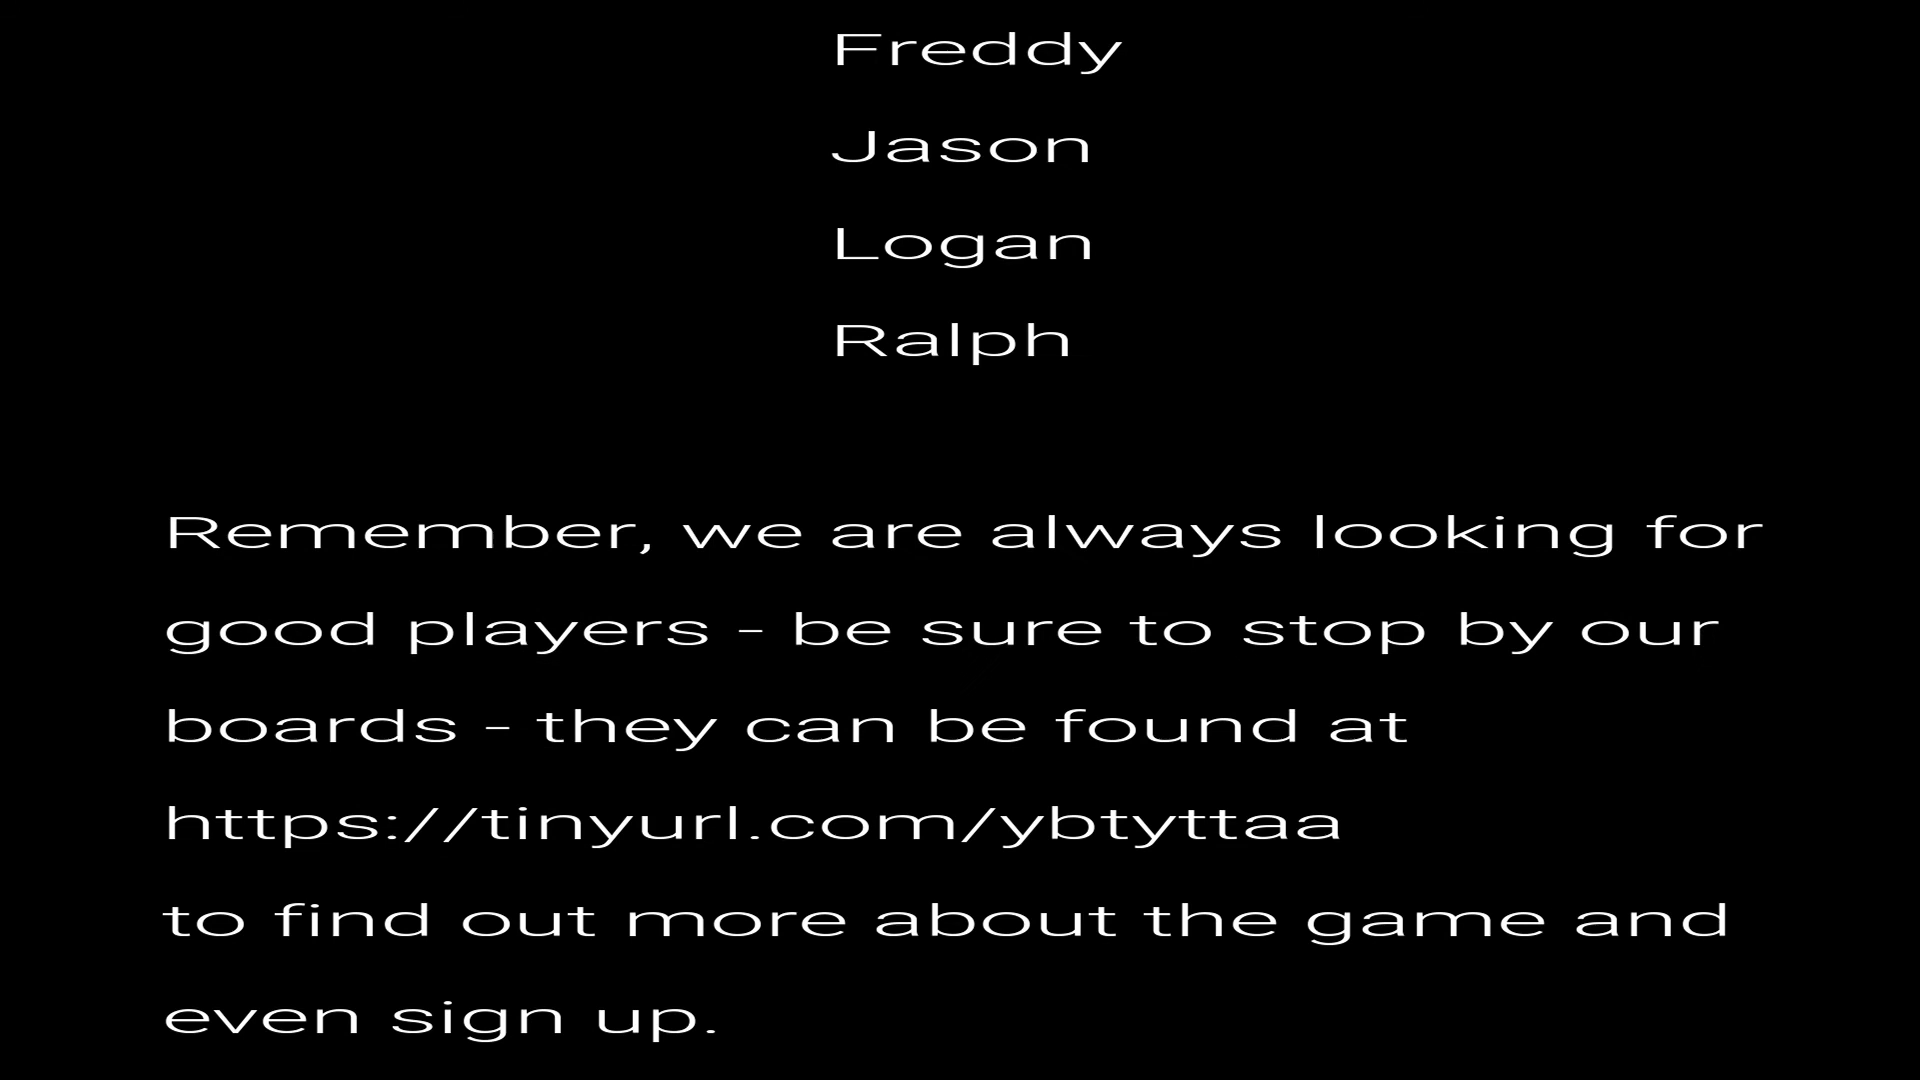 Freddy
Jason
Logan
Ralph
Remember, we are always looking for
good players - be sure to stop by our
boards - they can be found at
https://tinyurl.com/ybtyttaa
to find out more about the game and
even sign up.